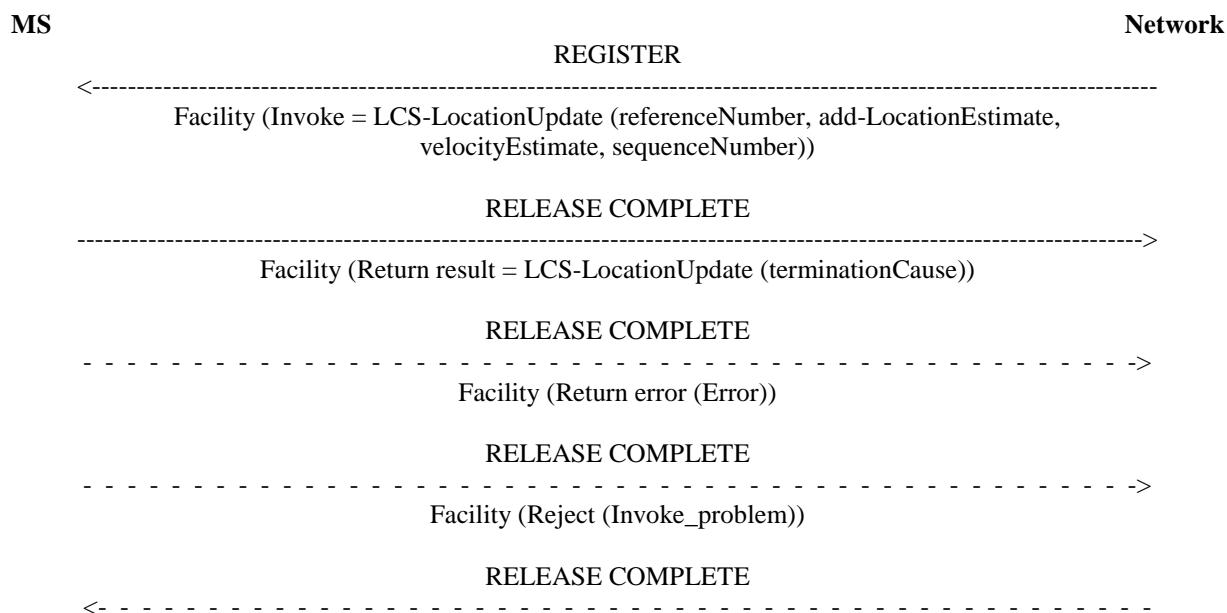 MS Network
REGISTER
<------------------------------------------------------------------------------------------------------------------------
Facility (Invoke = LCS-LocationUpdate (referenceNumber, add-LocationEstimate,
velocityEstimate, sequenceNumber))
RELEASE COMPLETE
------------------------------------------------------------------------------------------------------------------------>
Facility (Return result = LCS-LocationUpdate (terminationCause))
RELEASE COMPLETE
- - - - - - - - - - - - - - - - - - - - - - - - - - - - - - - - - - - - - - - - - - - - - - - ->
Facility (Return error (Error))
RELEASE COMPLETE
- - - - - - - - - - - - - - - - - - - - - - - - - - - - - - - - - - - - - - - - - - - - - - - ->
Facility (Reject (Invoke_problem))
RELEASE COMPLETE
<- - - - - - - - - - - - - - - - - - - - - - - - - - - - - - - - - - - - - - - - - - - - - - - -